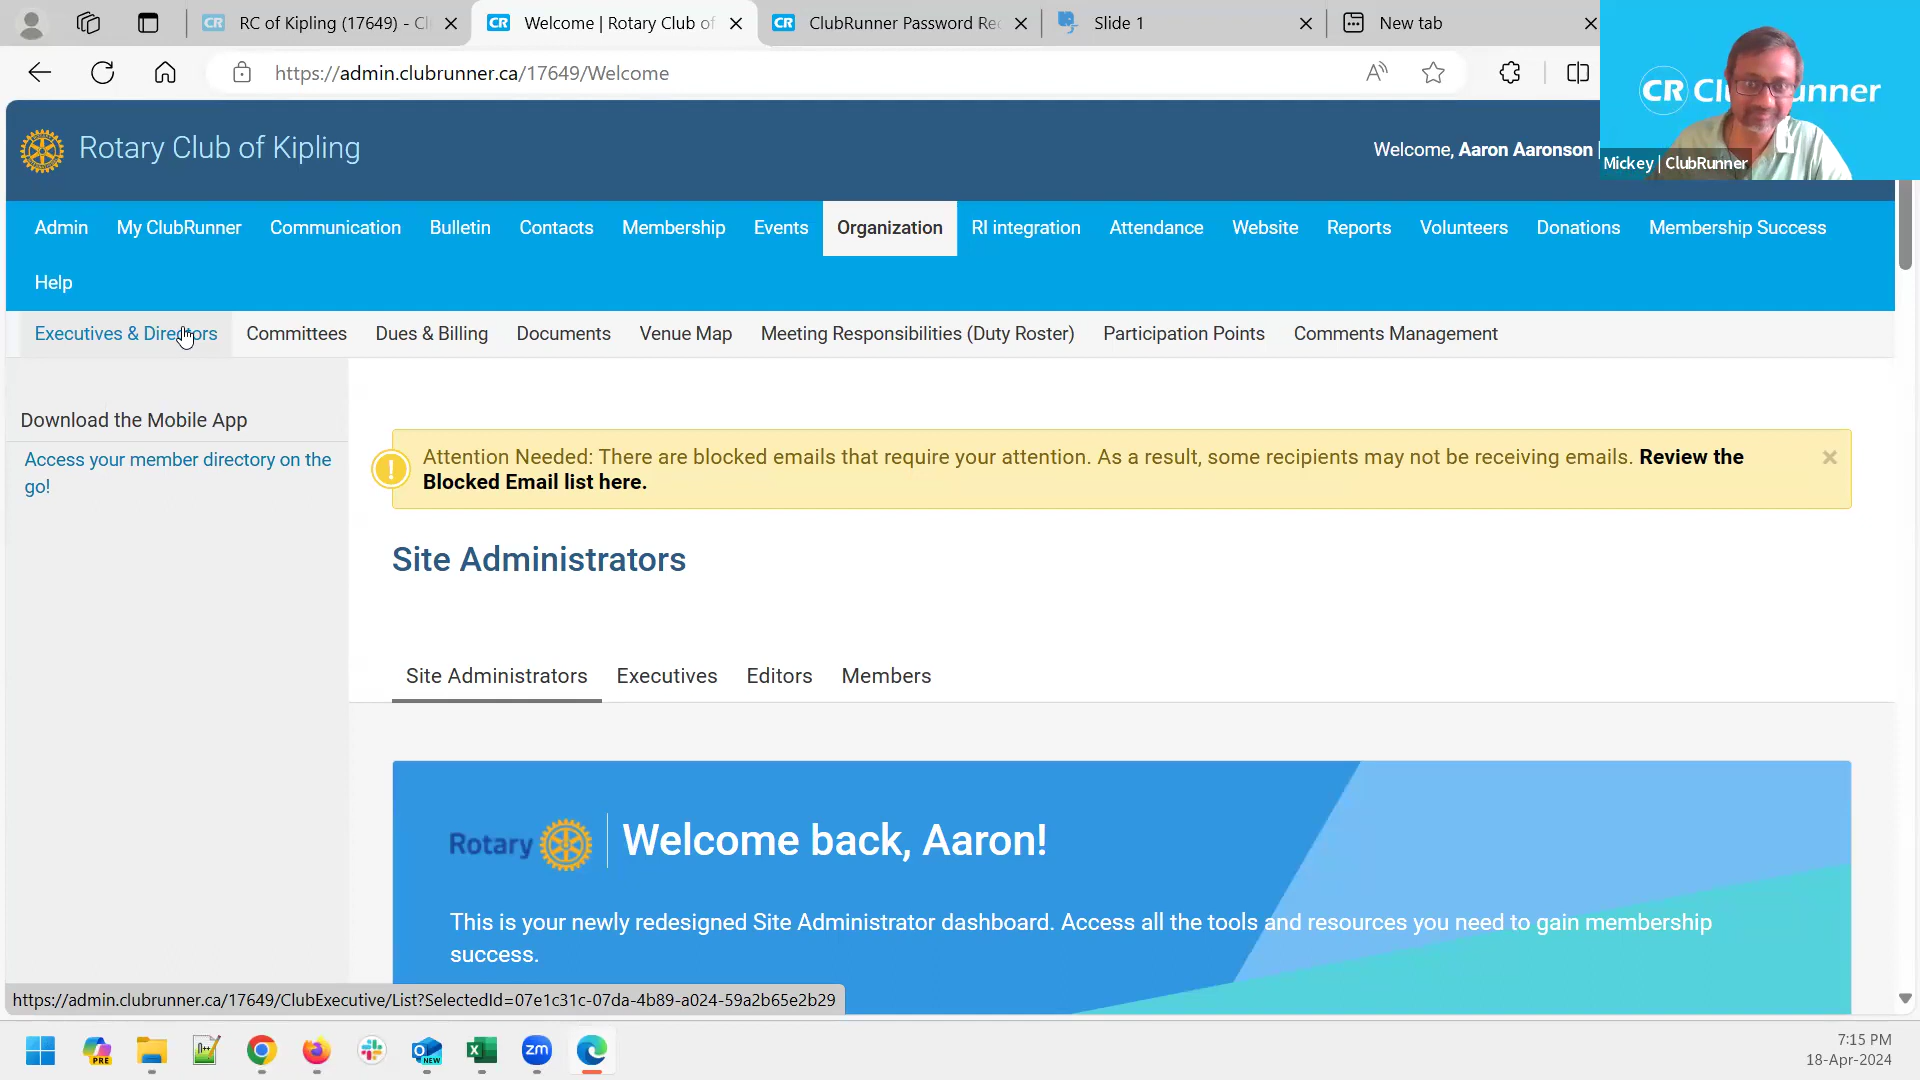 RC of Kipling (17649) - Cl
Welcome | Rotary Club of
ClubRunner Password Rec
Slide 1
New tab
https://admin.clubrunner.ca/17649/Welcome
Rotary Club of Kipling
Welcome, Aaron Aaronson
CR Cl unner
Mickey | ClubRunner
Admin My ClubRunner Communication Bulletin Contacts Membership Events Organization RI integration Attendance Website Reports Volunteers Donations Membership Success
Help
Executives & Directors Committees Dues & Billing Documents Venue Map Meeting Responsibilities (Duty Roster) Participation Points Comments Management
Download the Mobile App
Access your member directory on the
go!
Attention Needed: There are blocked emails that require your attention. As a result, some recipients may not be receiving emails. Review the
Blocked Email list here.
Site Administrators
Site Administrators Executives Editors Members
Rotary
Welcome back, Aaron!
This is your newly redesigned Site Administrator dashboard. Access all the tools and resources you need to gain membership
success.
https://admin.clubrunner.ca/17649/ClubExecutive/List?SelectedId=07e1c31c-07da-4b89-a024-59a2b65e2b29
PRE
NEW
zm
7:15 PM
18-Apr-2024